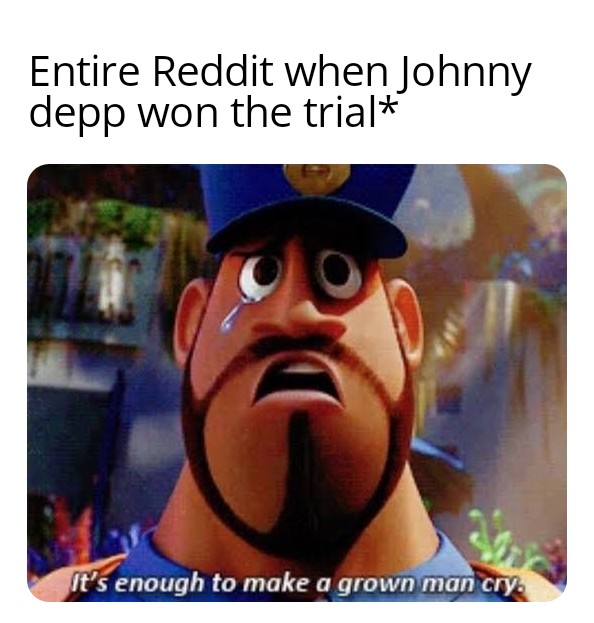 Entire Reddit when Johnny
depp won the trial*
It's enough to make a grown man cry.